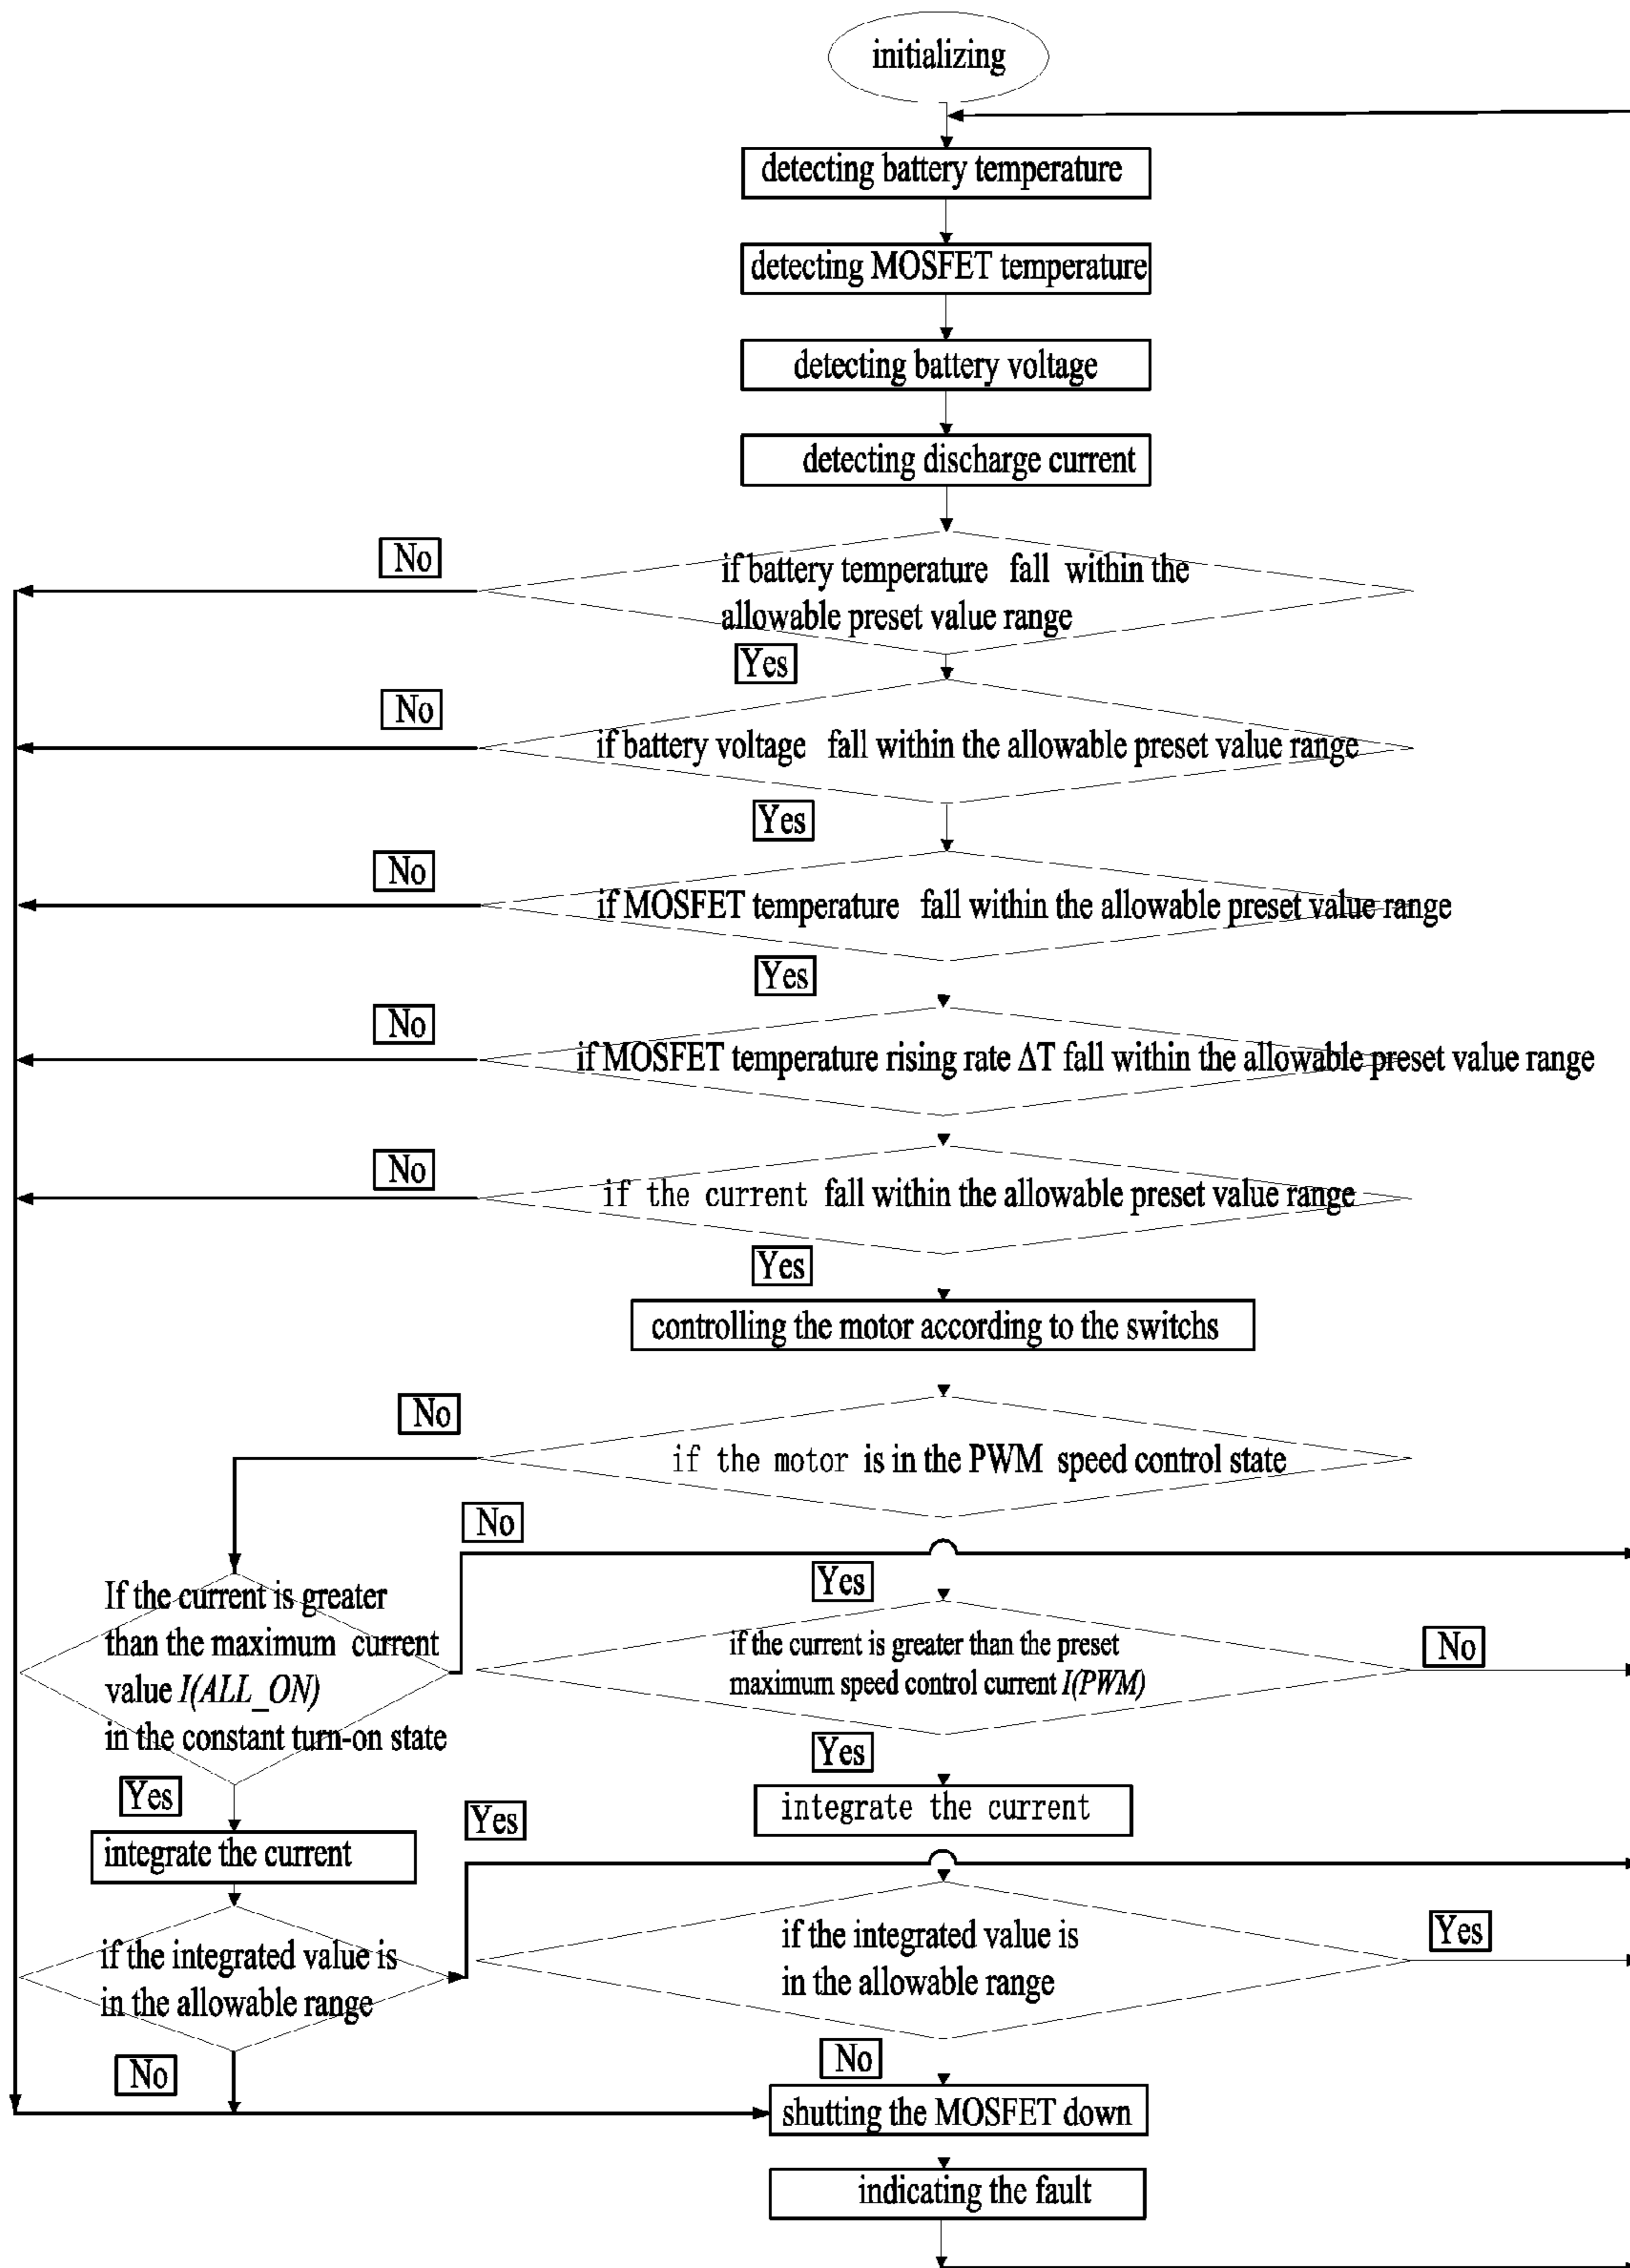 initializing
detecting battery temperature
detecting MOSFET temperature
detecting battery voltage
detecting discharge current
No
if battery temperature fall within the
allowable preset value range
Yes
No
if battery voltage fall within the allowable preset value range
Yes
No
if MOSFET temperature fall within the allowable preset value range
Yes
No
if MOSFET temperature rising rate ΔT fall within the allowable preset value range
No
if the current fall within the allowable preset value range
Yes
controlling the motor according to the switchs
No
if the motor is in the PWM speed control state
No
Yes
If the current is greater
than the maximum current
value I(ALL_ON)
in the constant turn-on state
if the current is greater than the preset
maximum speed control current I(PWM)
No
Yes
Yes
integrate the current
Yes
integrate the current
if the integrated value is
in the allowable range
if the integrated value is
in the allowable range
Yes
No
No
shutting the MOSFET down
indicating the fault